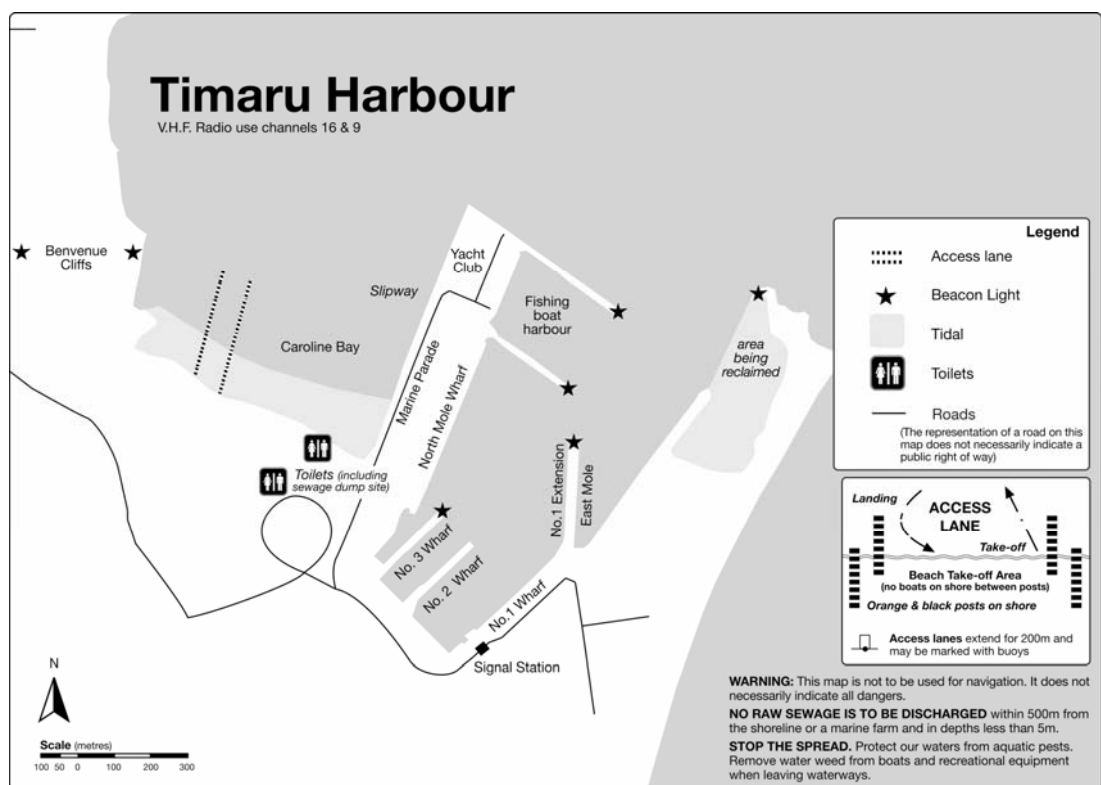 Timaru Harbour
V.H.F. Radio use channels 16 & 9
Benvenue
Cliffs
Yacht
Club
Slipway
Fishing
boat
harbour
Caroline Bay
Marine Parade
North Mole Wharf
area
being
reclaimed
Toilets (including
sewage dump site)
No.1 Extension
East Mole
No. 3 Wharf
No. 2 Wharf
No.1 Wharf
Signal Station
N
Scale (metres)
100 50 0 100 200 300
Legend
Access lane
Beacon Light
Tidal
Toilets
Roads
(The representation of a road on this
map does not necessarily indicate a
public right of way)
Landing
ACCESS
LANE
Take-off
Beach Take-off Area
(no boats on shore between posts)
Orange & black posts on shore
Access lanes extend for 200m and
may be marked with buoys
WARNING: This map is not to be used for navigation. It does not
necessarily indicate all dangers.
NO RAW SEWAGE IS TO BE DISCHARGED within 500m from
the shoreline or a marine farm and in depths less than 5m.
STOP THE SPREAD. Protect our waters from aquatic pests.
Remove water weed from boats and recreational equipment
when leaving waterways.